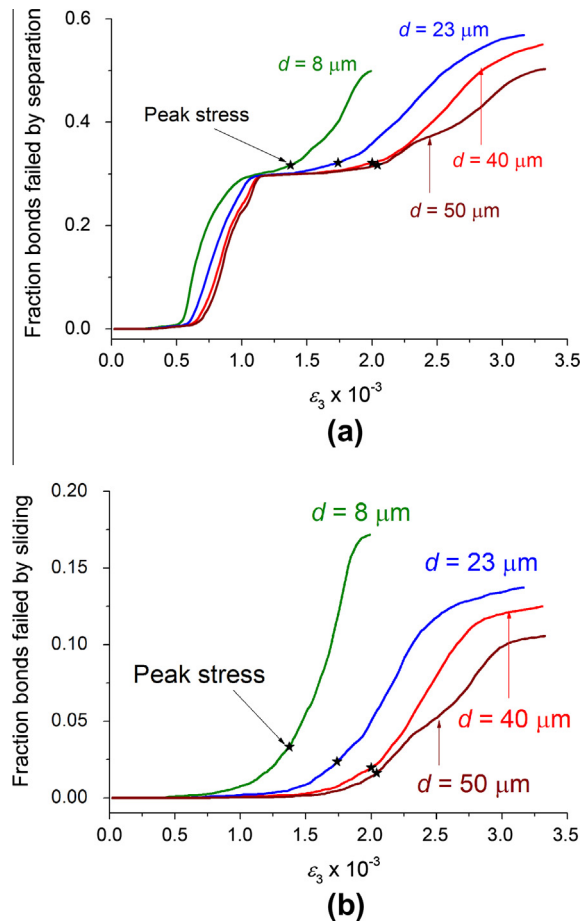 Fraction bonds failed by separation
0.6
0.4
0.2
0.0
d = 8 μm
d = 23 μm
Peak stress
d = 40 μm
d = 50 μm
0.0 0.5 1.0 1.5 2.0 2.5 3.0 3.5
ε3 x 10-3
(a)
Fraction bonds failed by sliding
0.20
0.15
0.10
0.05
0.00
d = 8 μm
d = 23 μm
Peak stress
d = 40 μm
d = 50 μm
0.0 0.5 1.0 1.5 2.0 2.5 3.0 3.5
ε3 x 10-3
(b)